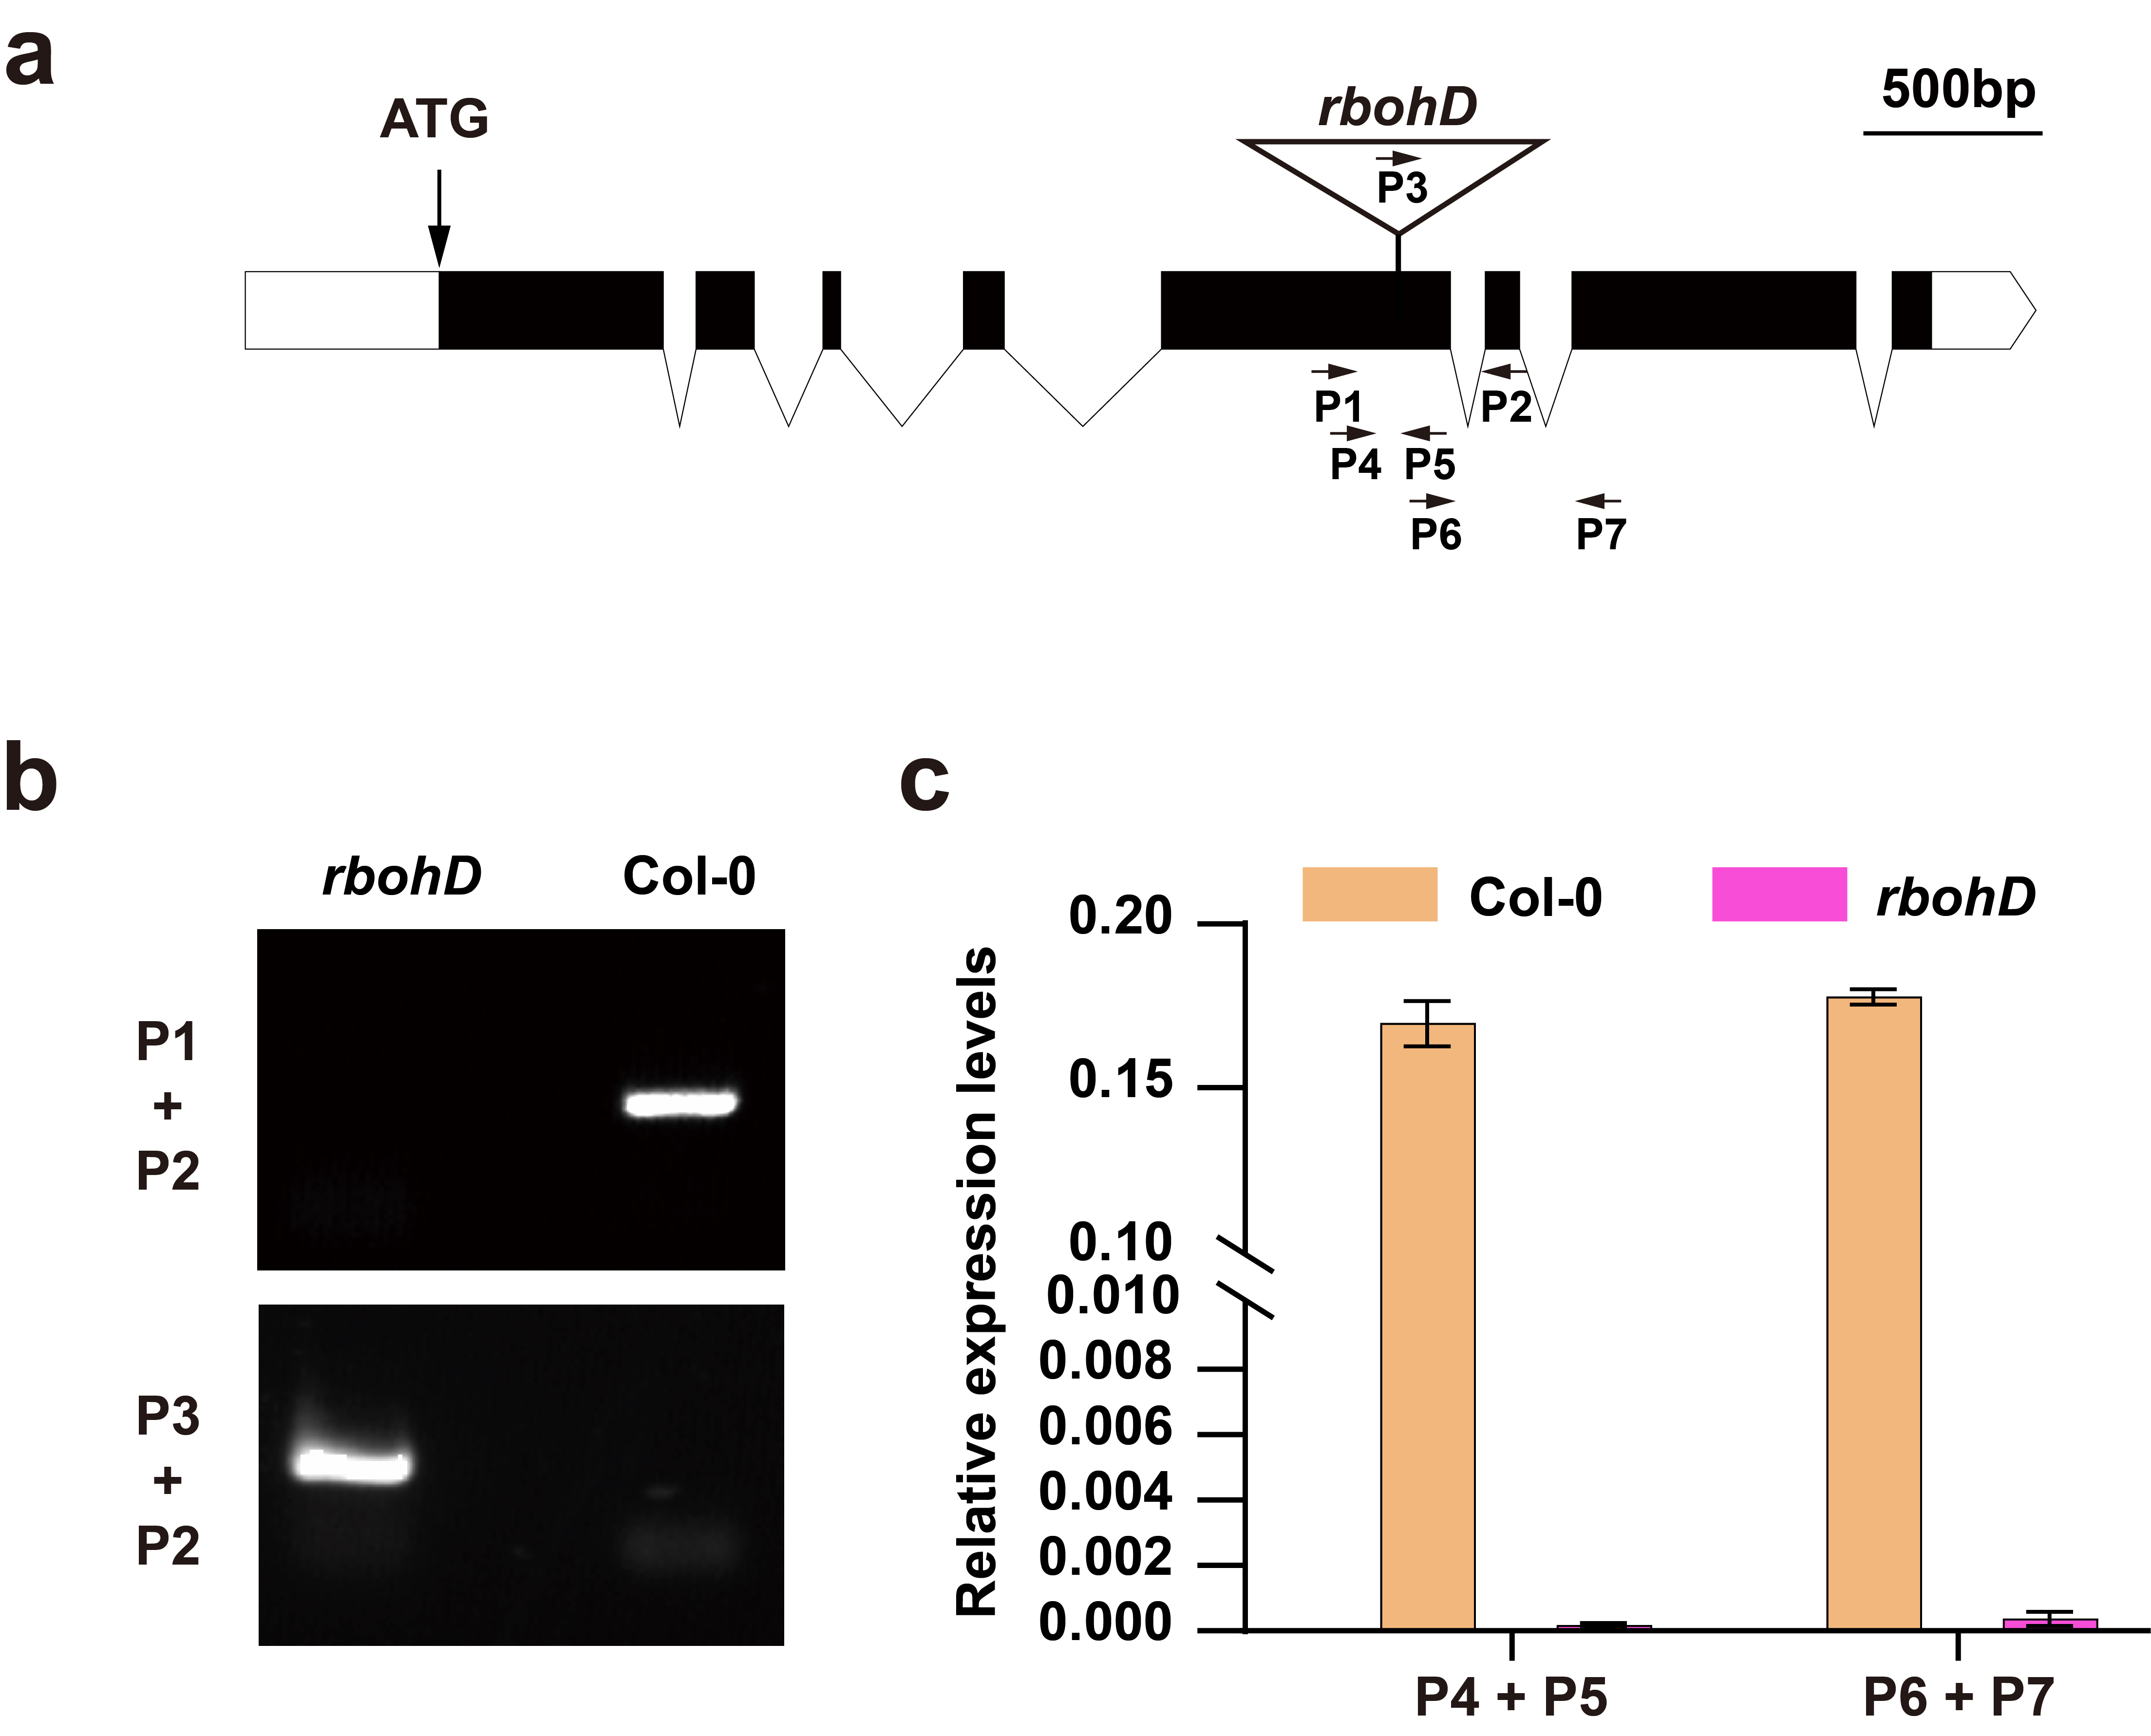 a
ATG
rbohD
500bp
P3
P1
P2
P4
P5
P6
P7
b
rbohD
Col-0
P1
+
P2
P3
+
P2
c
Col-0
rbohD
Relative expression levels
0.20
0.15
0.10
0.010
0.008
0.006
0.004
0.002
0.000
P4 + P5
P6 + P7